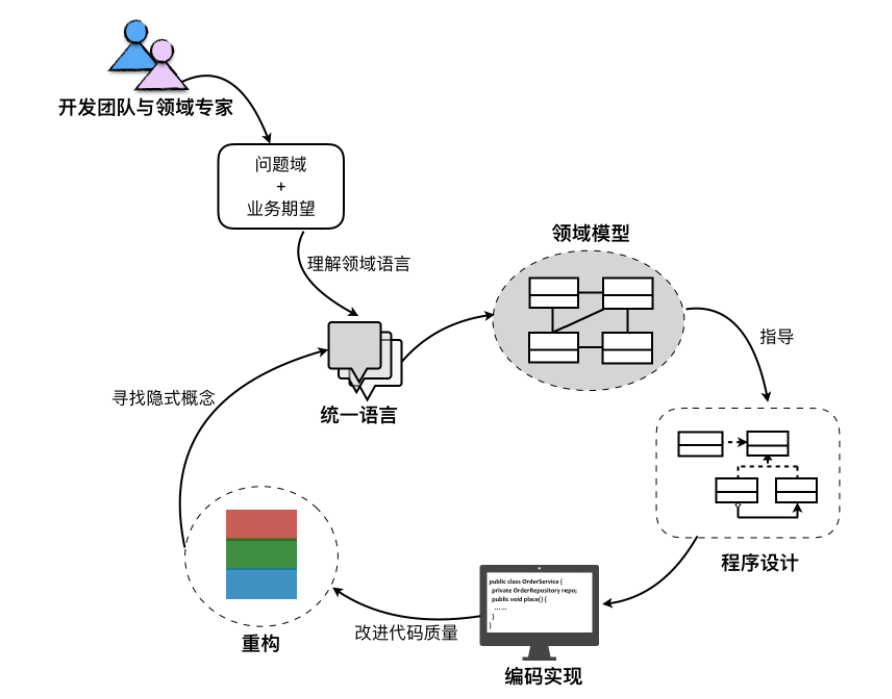 开发团队与领域专家
问题域
+
业务期望
理解领域语言
领域模型
指导
寻找隐式概念
统一语言
程序设计
public class OrderService {
private OrderRepository repo;
public void place() {
......
}
}
改进代码质量
重构
编码实现